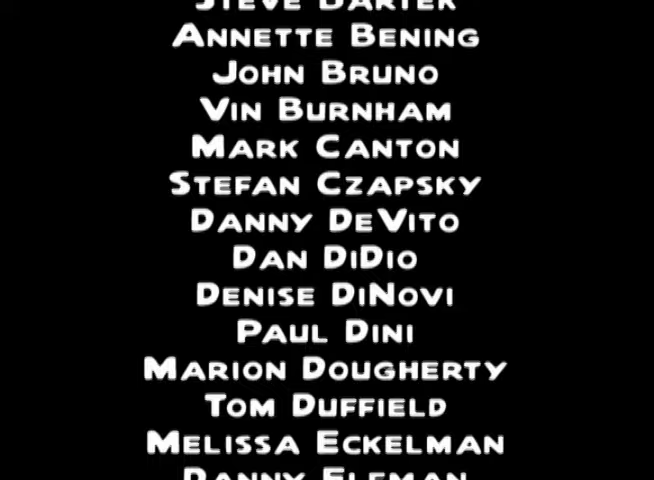 Steve Darter
Annette Bening
John Bruno
Vin Burnham
Mark Canton
Stefan Czapsky
Danny DeVito
Dan DiDio
Denise DiNovi
Paul Dini
Marion Dougherty
Tom Duffield
Melissa Eckelman
Danny Elfman